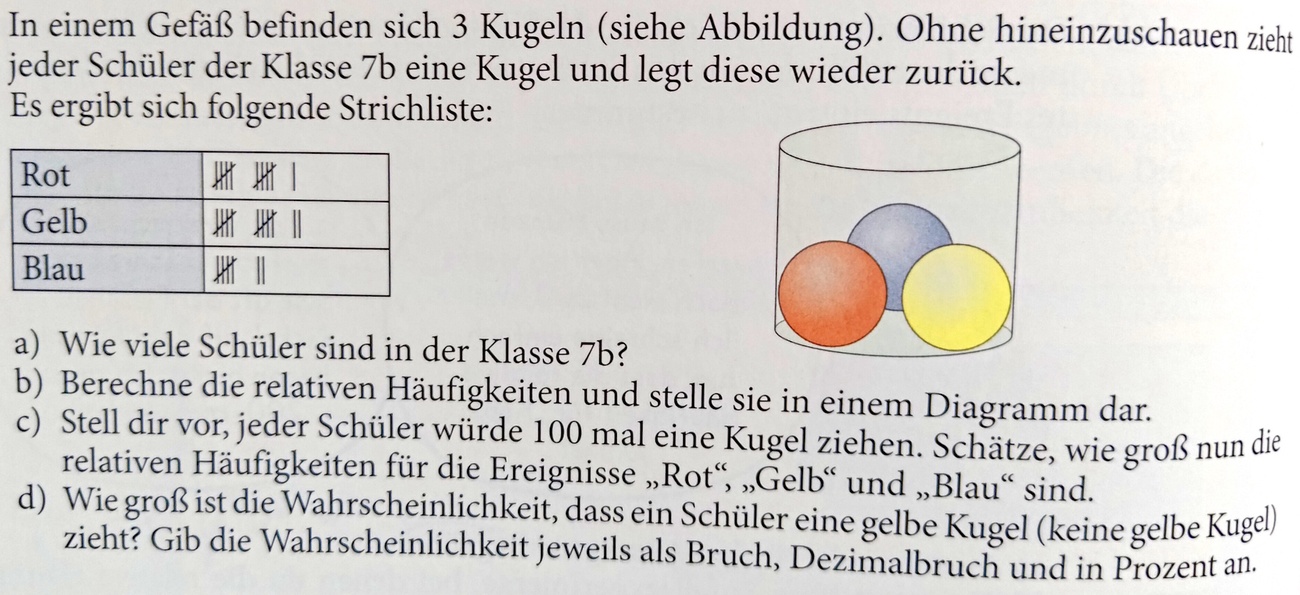 In einem Gefäß befinden sich 3 Kugeln (siehe Abbildung). Ohne hineinzuschauen zieht
jeder Schüler der Klasse 7b eine Kugel und legt diese wieder zurück.
Es ergibt sich folgende Strichliste:
Rot
Gelb
Blau
a) Wie viele Schüler sind in der Klasse 7b?
b) Berechne die relativen Häufigkeiten und stelle sie in einem Diagramm dar.
c) Stell dir vor, jeder Schüler würde 100 mal eine Kugel ziehen. Schätze, wie groß nun die
relativen Häufigkeiten für die Ereignisse „Rot“, „Gelb“ und „Blau“ sind.
d) Wie groß ist die Wahrscheinlichkeit, dass ein Schüler eine gelbe Kugel (keine gelbe Kugel)
zieht? Gib die Wahrscheinlichkeit jeweils als Bruch, Dezimalbruch und in Prozent an.